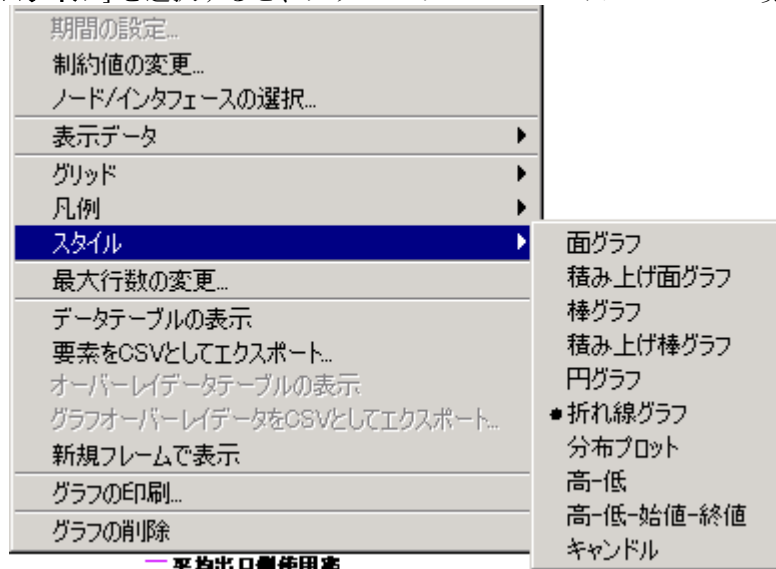 期間の設定...
制約値の変更...
ノード/インタフェースの選択...
表示データ
グリッド
凡例
スタイル
最大行数の変更...
データテーブルの表示
要素をCSVとしてエクスポート...
オーバーレイデータテーブルの表示
グラフオーバーレイデータをCSVとしてエクスポート...
新規フレームで表示
グラフの印刷...
グラフの削除
面グラフ
積み上げ面グラフ
棒グラフ
積み上げ棒グラフ
円グラフ
折れ線グラフ
分布プロット
高-低
高-低-始値-終値
キャンドル
平均出口側使用率